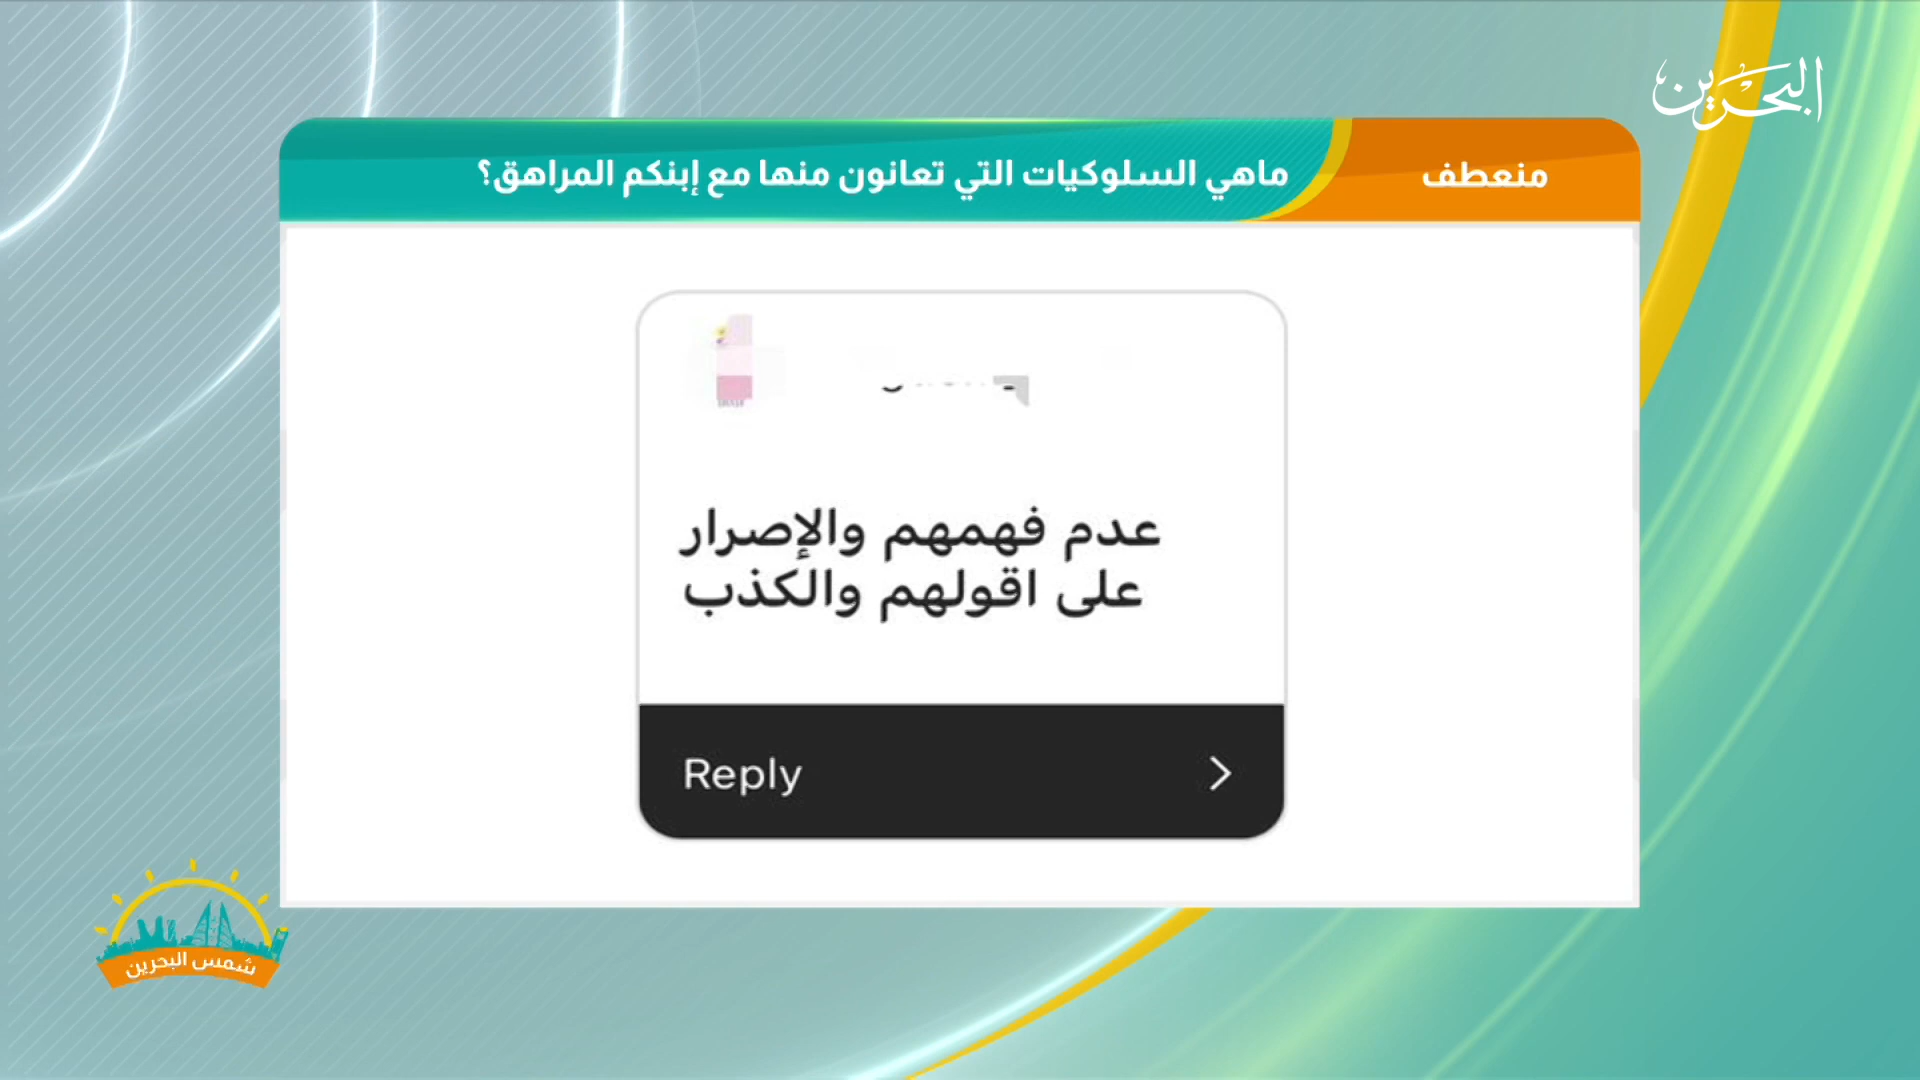 البحرين
منعطف
ماهي السلوكيات التي تعانون منها مع إبنكم المراهق؟
عدم فهمهم والإصرار
على اقولهم والكذب
Reply
شمس البحرين